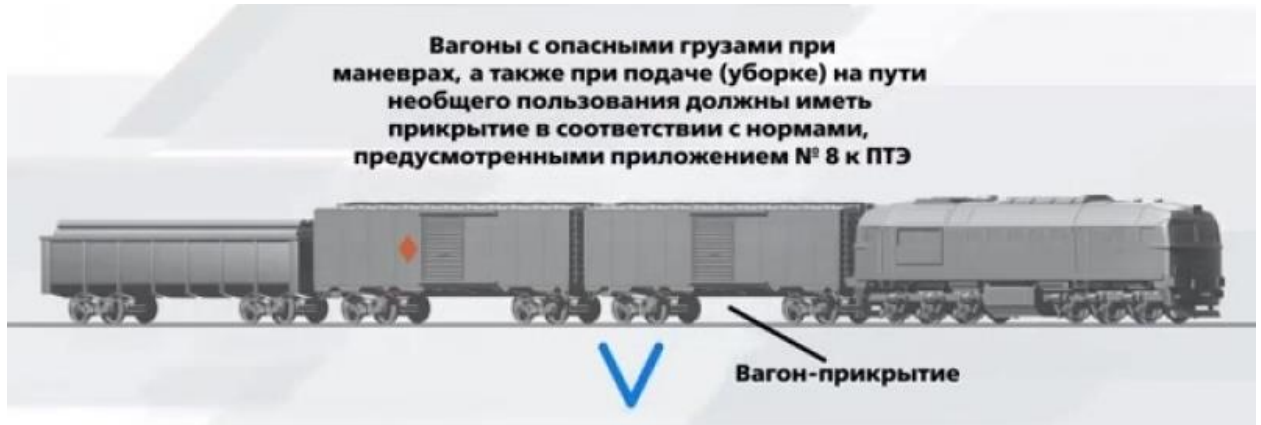 Вагоны с опасными грузами при
маневрах, а также при подаче (уборке) на пути
необщего пользования должны иметь
прикрытие в соответствии с нормами,
предусмотренными приложением № 8 к ПТЭ
Вагон-прикрытие